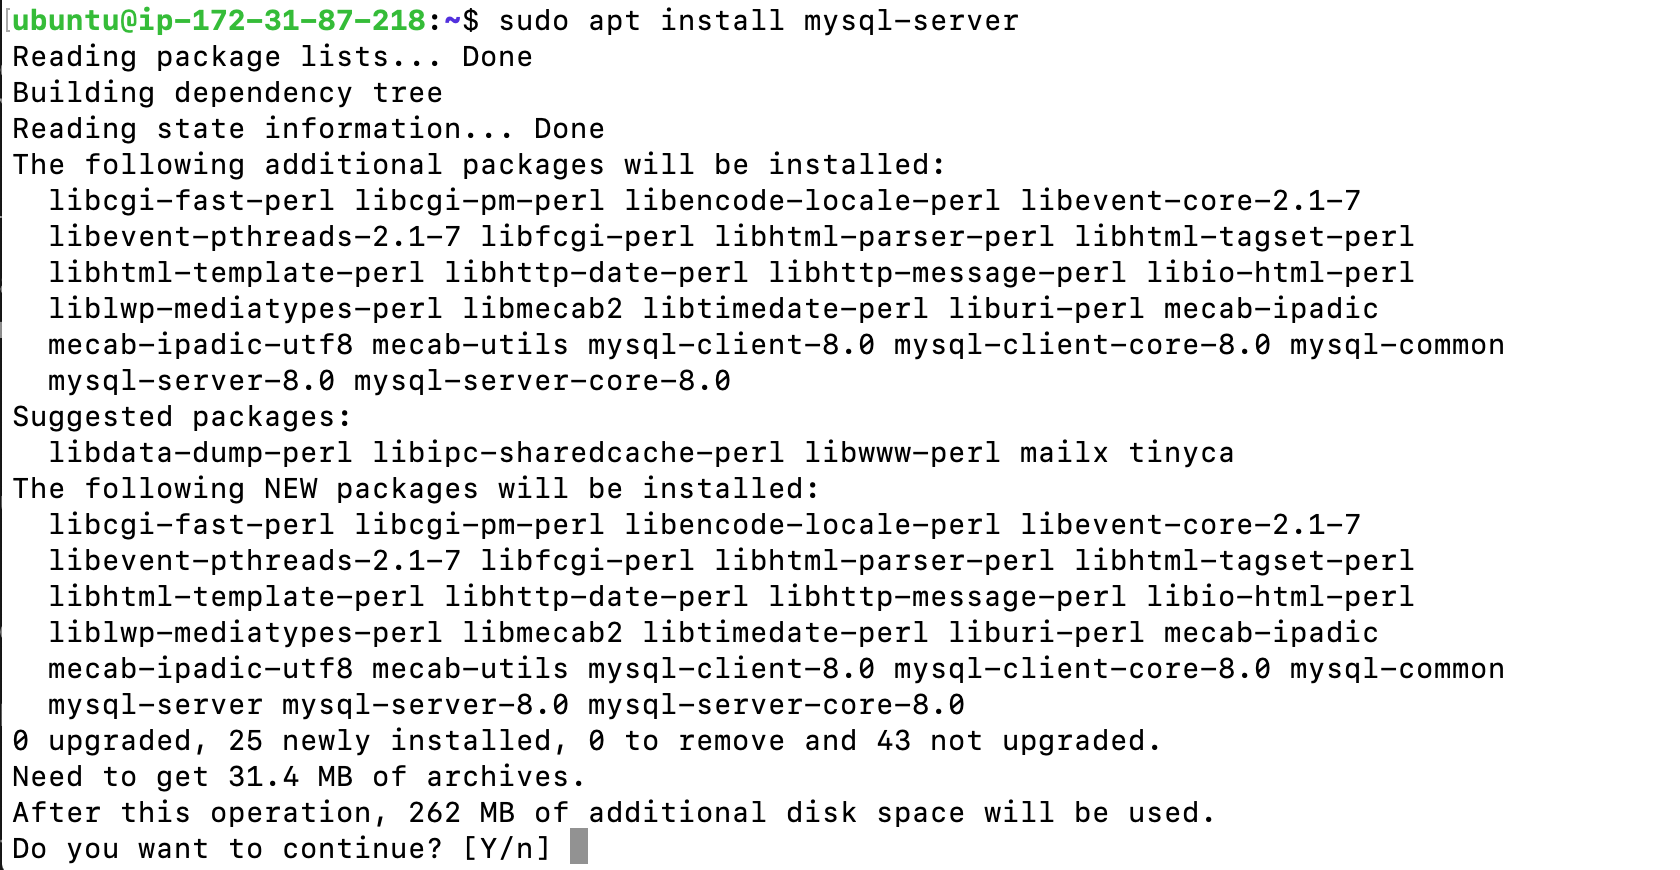 ubuntu@ip-172-31-87-218:~$ sudo apt install mysql-server
Reading package lists... Done
Building dependency tree
Reading state information... Done
The following additional packages will be installed:
  libcgi-fast-perl libcgi-pm-perl libencode-locale-perl libevent-core-2.1-7
  libevent-pthreads-2.1-7 libfcgi-perl libhtml-parser-perl libhtml-tagset-perl
  libhtml-template-perl libhttp-date-perl libhttp-message-perl libio-html-perl
  liblwp-mediatypes-perl libmecab2 libtimedate-perl liburi-perl mecab-ipadic
  mecab-ipadic-utf8 mecab-utils mysql-client-8.0 mysql-client-core-8.0 mysql-common
  mysql-server-8.0 mysql-server-core-8.0
Suggested packages:
  libdata-dump-perl libipc-sharedcache-perl libwww-perl mailx tinyca
The following NEW packages will be installed:
  libcgi-fast-perl libcgi-pm-perl libencode-locale-perl libevent-core-2.1-7
  libevent-pthreads-2.1-7 libfcgi-perl libhtml-parser-perl libhtml-tagset-perl
  libhtml-template-perl libhttp-date-perl libhttp-message-perl libio-html-perl
  liblwp-mediatypes-perl libmecab2 libtimedate-perl liburi-perl mecab-ipadic
  mecab-ipadic-utf8 mecab-utils mysql-client-8.0 mysql-client-core-8.0 mysql-common
  mysql-server mysql-server-8.0 mysql-server-core-8.0
0 upgraded, 25 newly installed, 0 to remove and 43 not upgraded.
Need to get 31.4 MB of archives.
After this operation, 262 MB of additional disk space will be used.
Do you want to continue? [Y/n]